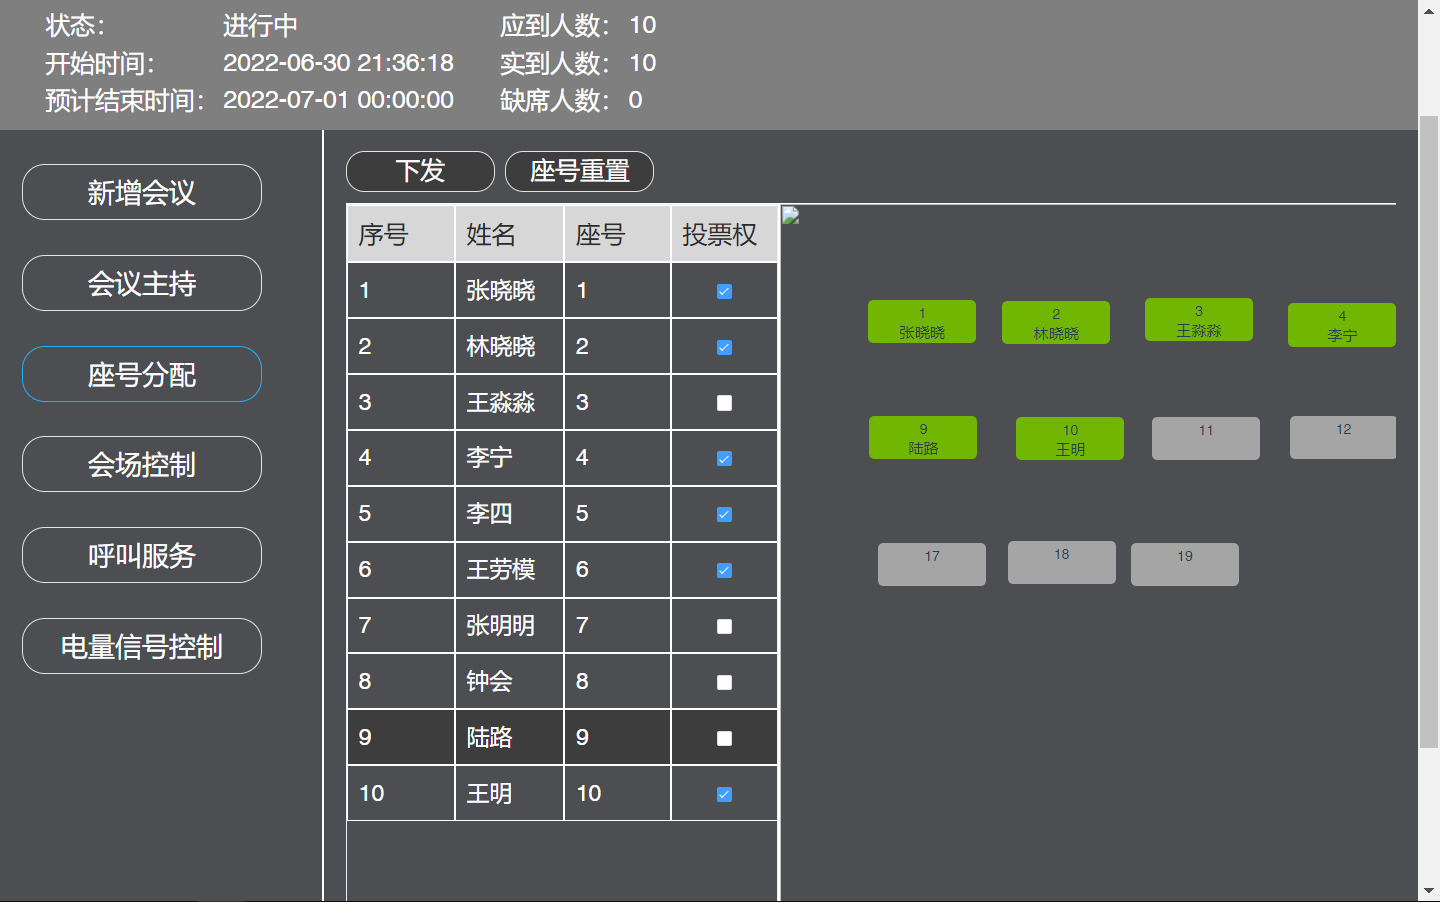 状态： 进行中 应到人数： 10
开始时间： 2022-06-30 21:36:18 实到人数： 10
预计结束时间： 2022-07-01 00:00:00 缺席人数： 0
新增会议
会议主持
座号分配
会场控制
呼叫服务
电量信号控制
下发 座号重置
序号 姓名 座号 投票权
1 张晓晓 1
2 林晓晓 2
3 王淼淼 3
4 李宁 4
5 李四 5
6 王劳模 6
7 张明明 7
8 钟会 8
9 陆路 9
10 王明 10
1
张晓晓
2
林晓晓
3
王淼淼
4
李宁
9
陆路
10
王明
11
12
17
18
19